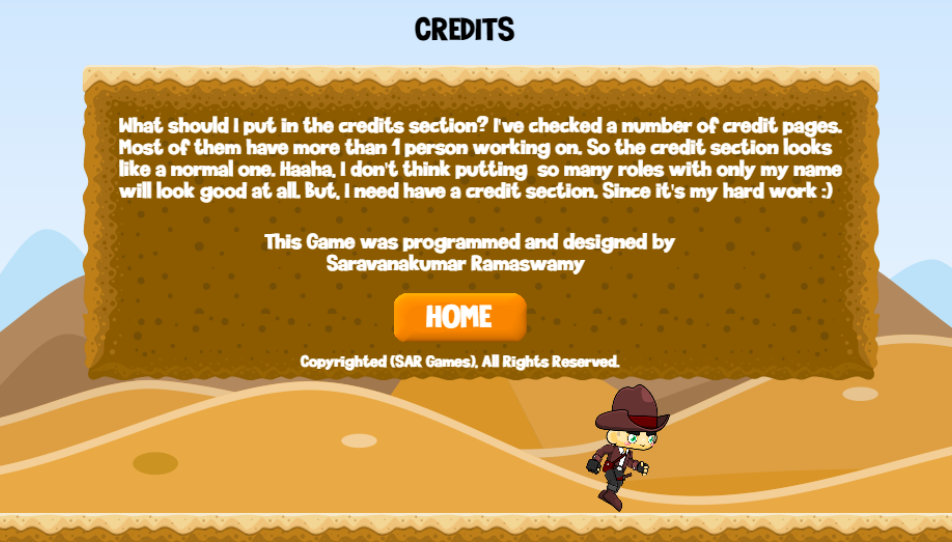 CREDITS
What should I put in the credits section? I've checked a number of credit pages.
Most of them have more than 1 person working on. So the credit section looks
like a normal one. Haaha, I don't think putting so many roles with only my name
will look good at all. But, I need have a credit section. Since it's my hard work :)
This Game was programmed and designed by
Saravanakumar Ramaswamy
HOME
Copyrighted (SAR Games), All Rights Reserved.